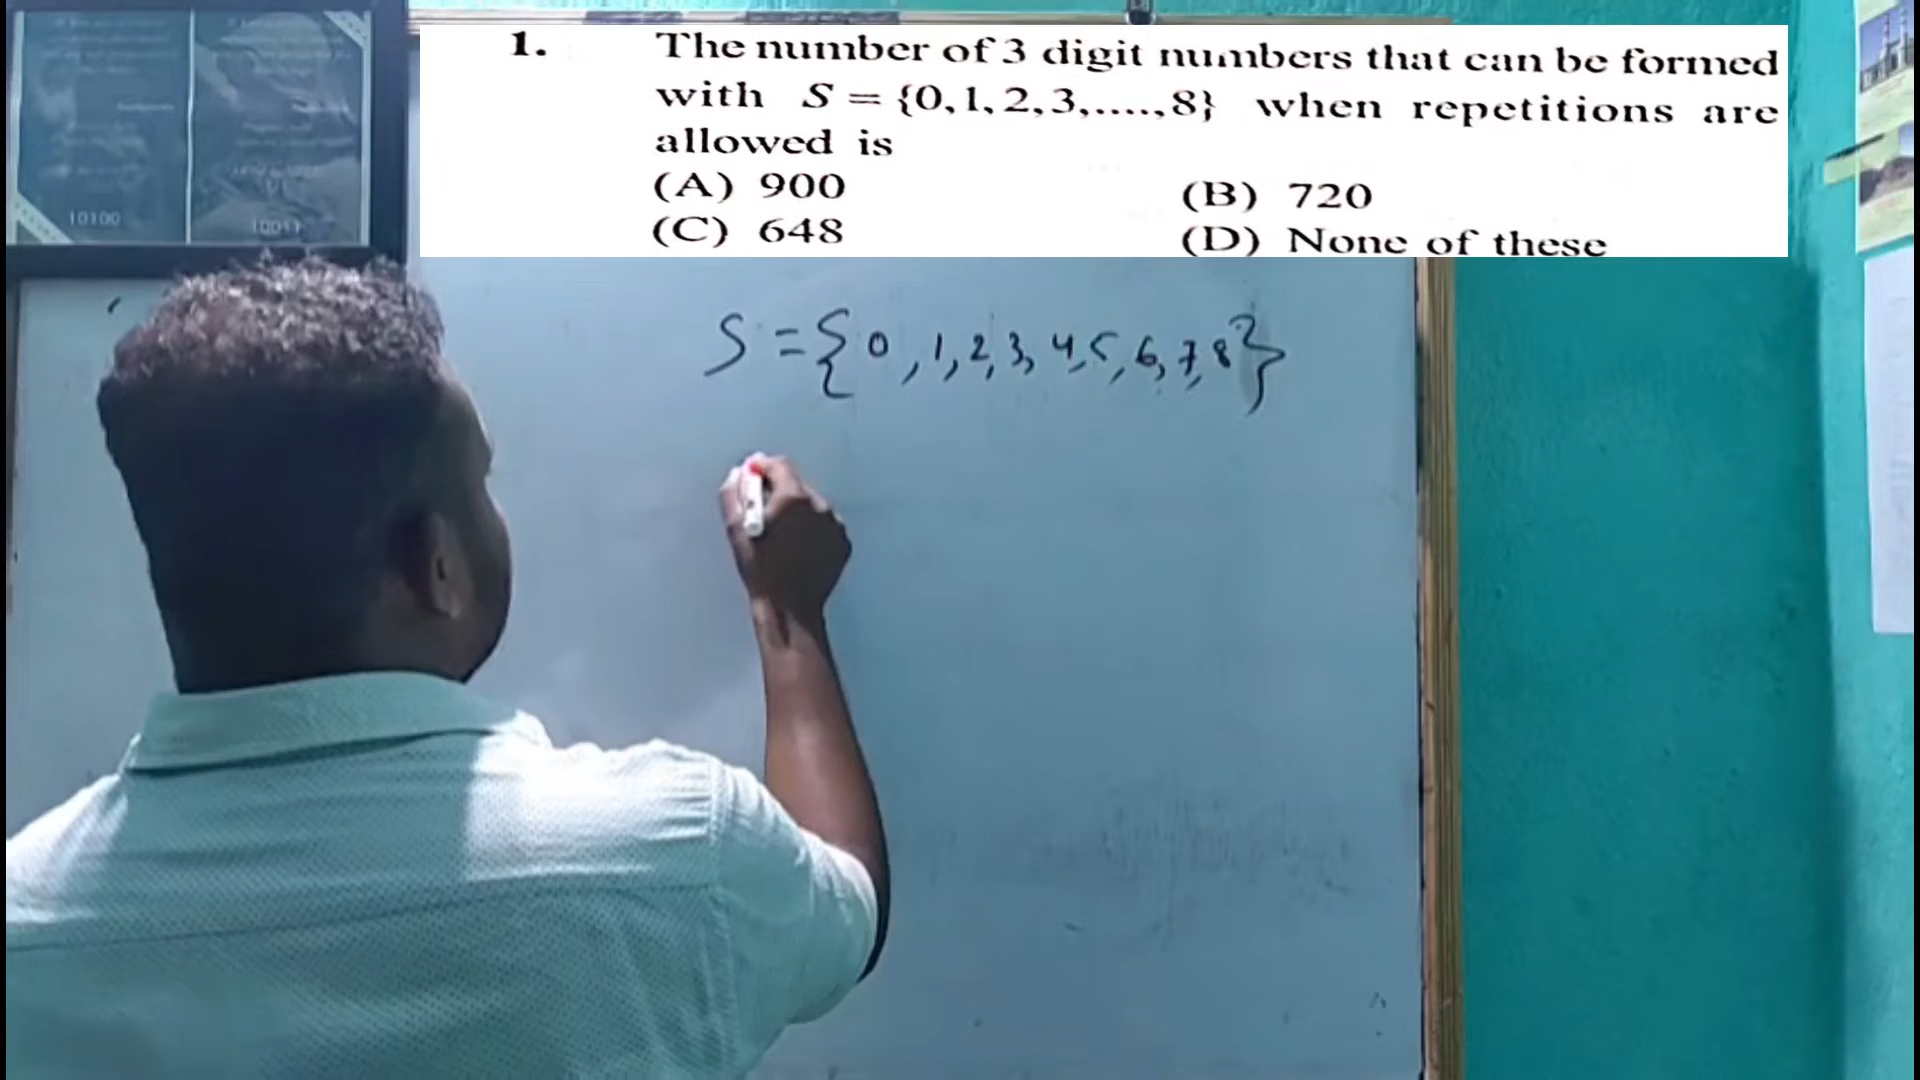 1. The number of 3 digit numbers that can be formed
with S = {0, 1, 2, 3,....., 8} when repetitions are
allowed is
(A) 900 (B) 720
(C) 648 (D) None of these
S = {0, 1, 2, 3, 4, 5, 6, 7, 8}
10100